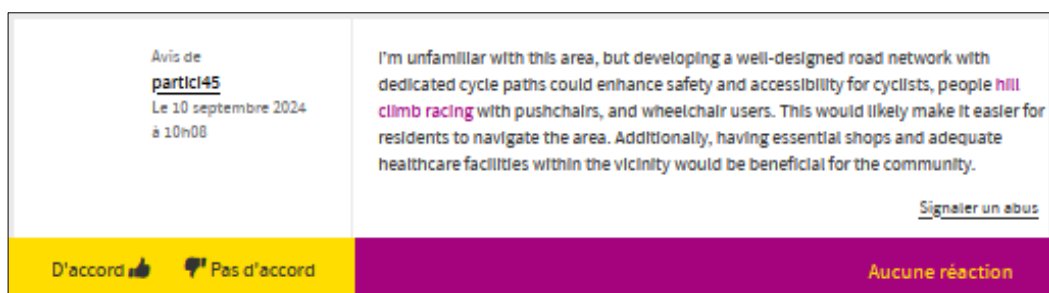 Avis de
partici45
Le 10 septembre 2024
à 10h08
I'm unfamiliar with this area, but developing a well-designed road network with
dedicated cycle paths could enhance safety and accessibility for cyclists, people hill
climb racing with pushchairs, and wheelchair users. This would likely make it easier for
residents to navigate the area. Additionally, having essential shops and adequate
healthcare facilities within the vicinity would be beneficial for the community.
Signaler un abus
D'accord Pas d'accord
Aucune réaction